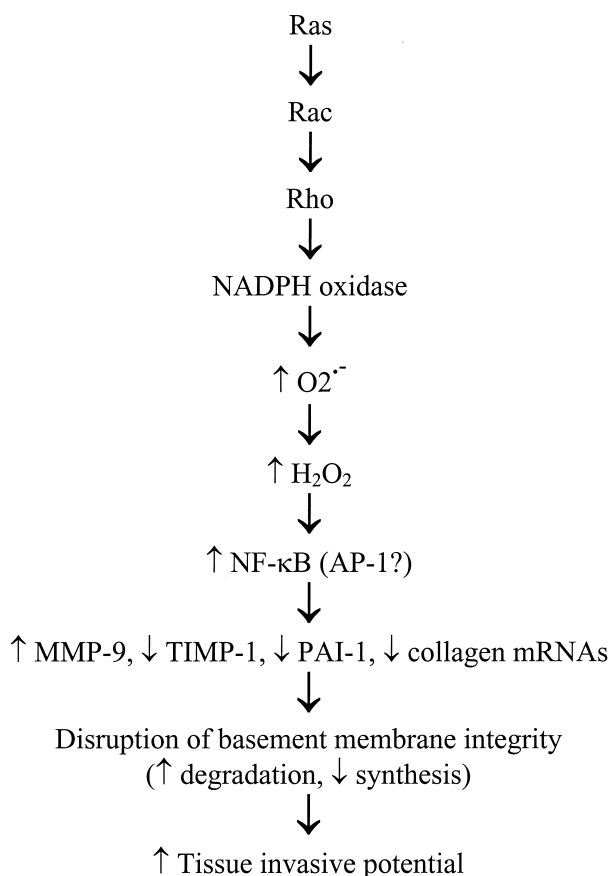 Ras
Rac
Rho
NADPH oxidase
↑ O2˙⁻
↑ H₂O₂
↑ NF-κB (AP-1?)
↑ MMP-9, ↓ TIMP-1, ↓ PAI-1, ↓ collagen mRNAs
Disruption of basement membrane integrity
(↑ degradation, ↓ synthesis)
↑ Tissue invasive potential